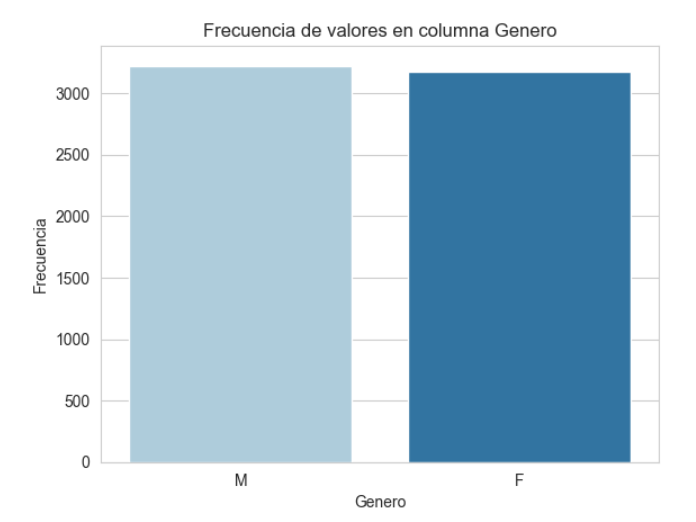 Frecuencia de valores en columna Genero
3000
2500
2000
1500
1000
500
0
Frecuencia
M F
Genero